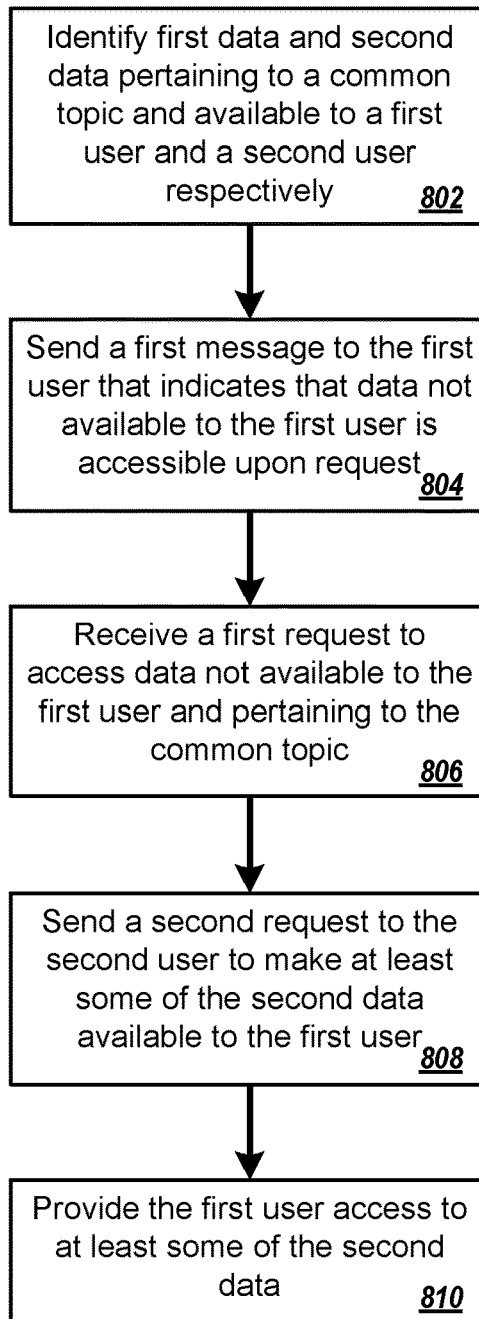 Identify first data and second
data pertaining to a common
topic and available to a first
user and a second user
respectively
802
Send a first message to the first
user that indicates that data not
available to the first user is
accessible upon request
804
Receive a first request to
access data not available to the
first user and pertaining to the
common topic
806
Send a second request to the
second user to make at least
some of the second data
available to the first user
808
Provide the first user access to
at least some of the second
data
810